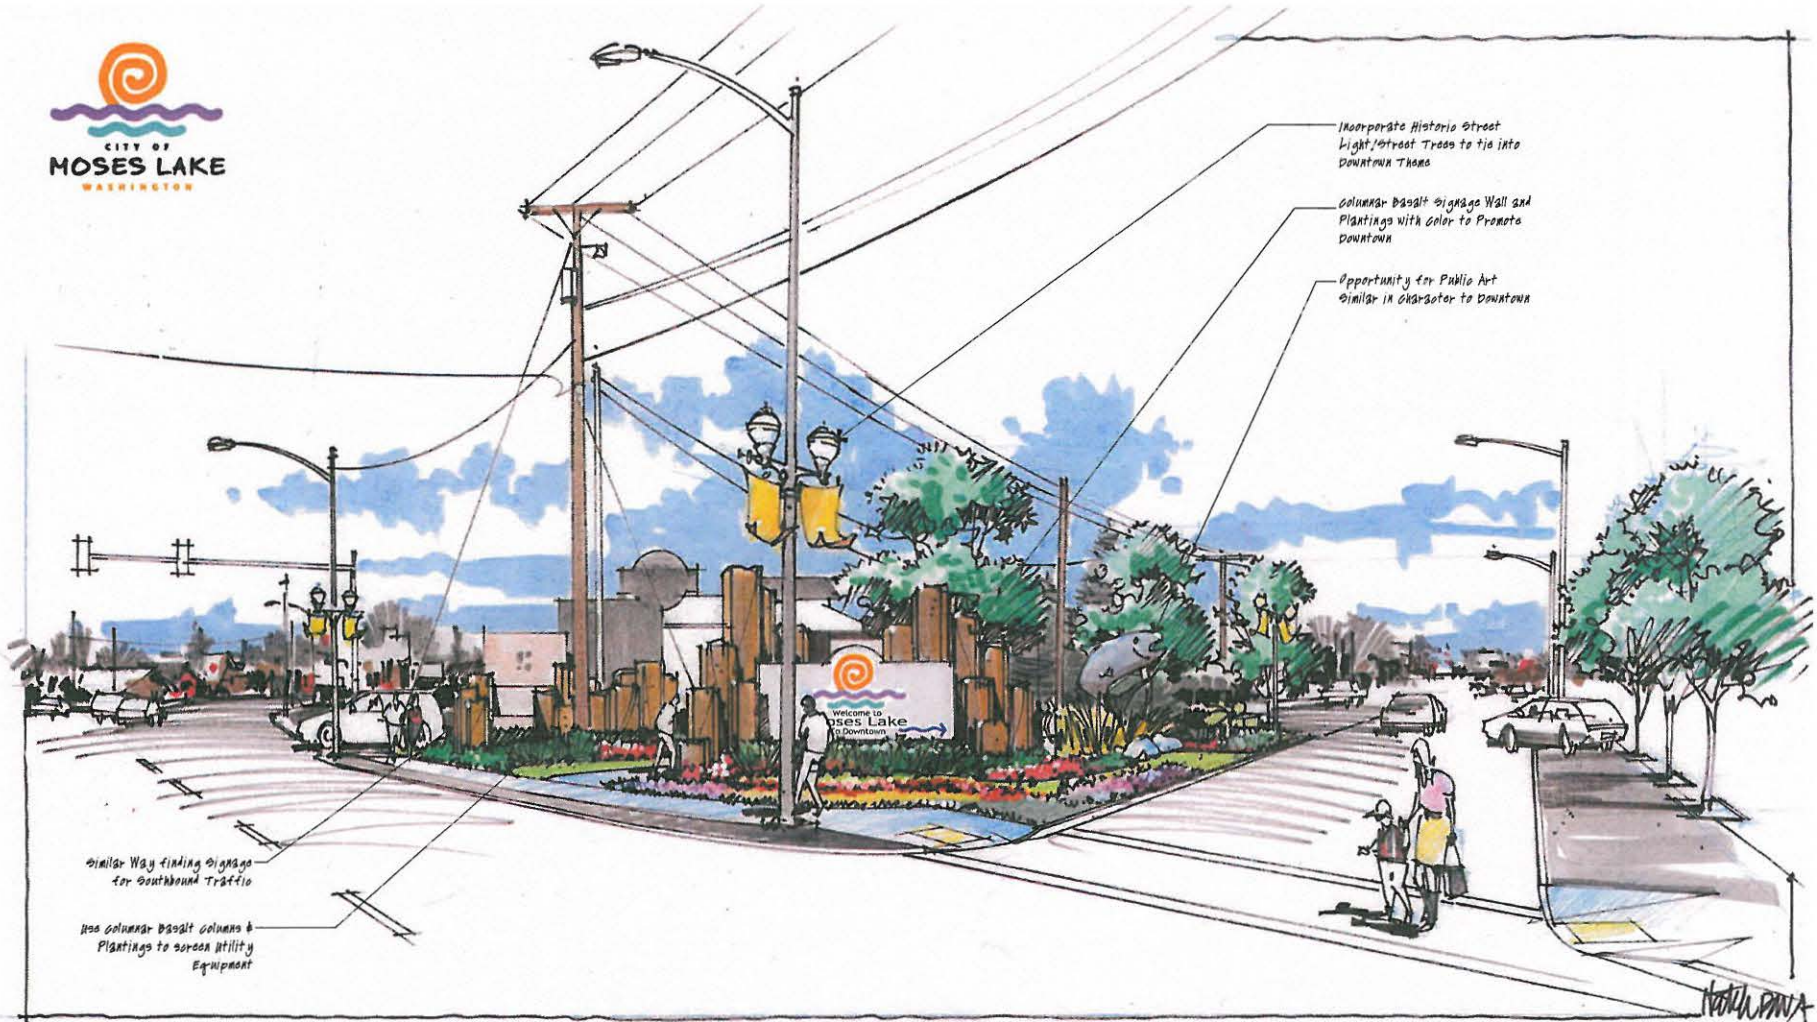 CITY OF
MOSES LAKE
WASHINGTON
Incorporate Historic Street
Light/Street Trees to tie into
Downtown Theme
Columnar Basalt Signage Wall and
Plantings with Color to Promote
Downtown
Opportunity for Public Art
Similar in Character to Downtown
Welcome to
oses Lake
Downtown
Similar Way finding Signage
for Southbound Traffic
Use Columnar Basalt Columns &
Plantings to screen Utility
Equipment